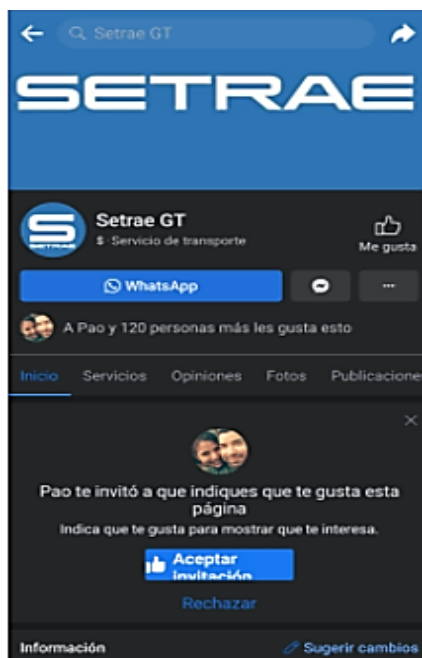 Setrae GT
SETRAE
S
SETRAE
Setrae GT
$ · Servicio de transporte
Me gusta
WhatsApp
...
A Pao y 120 personas más les gusta esto
Inicio Servicios Opiniones Fotos Publicacione
Pao te invitó a que indiques que te gusta esta
página
Indica que te gusta para mostrar que te interesa.
Aceptar
invitación
Rechazar
Información Sugerir cambios